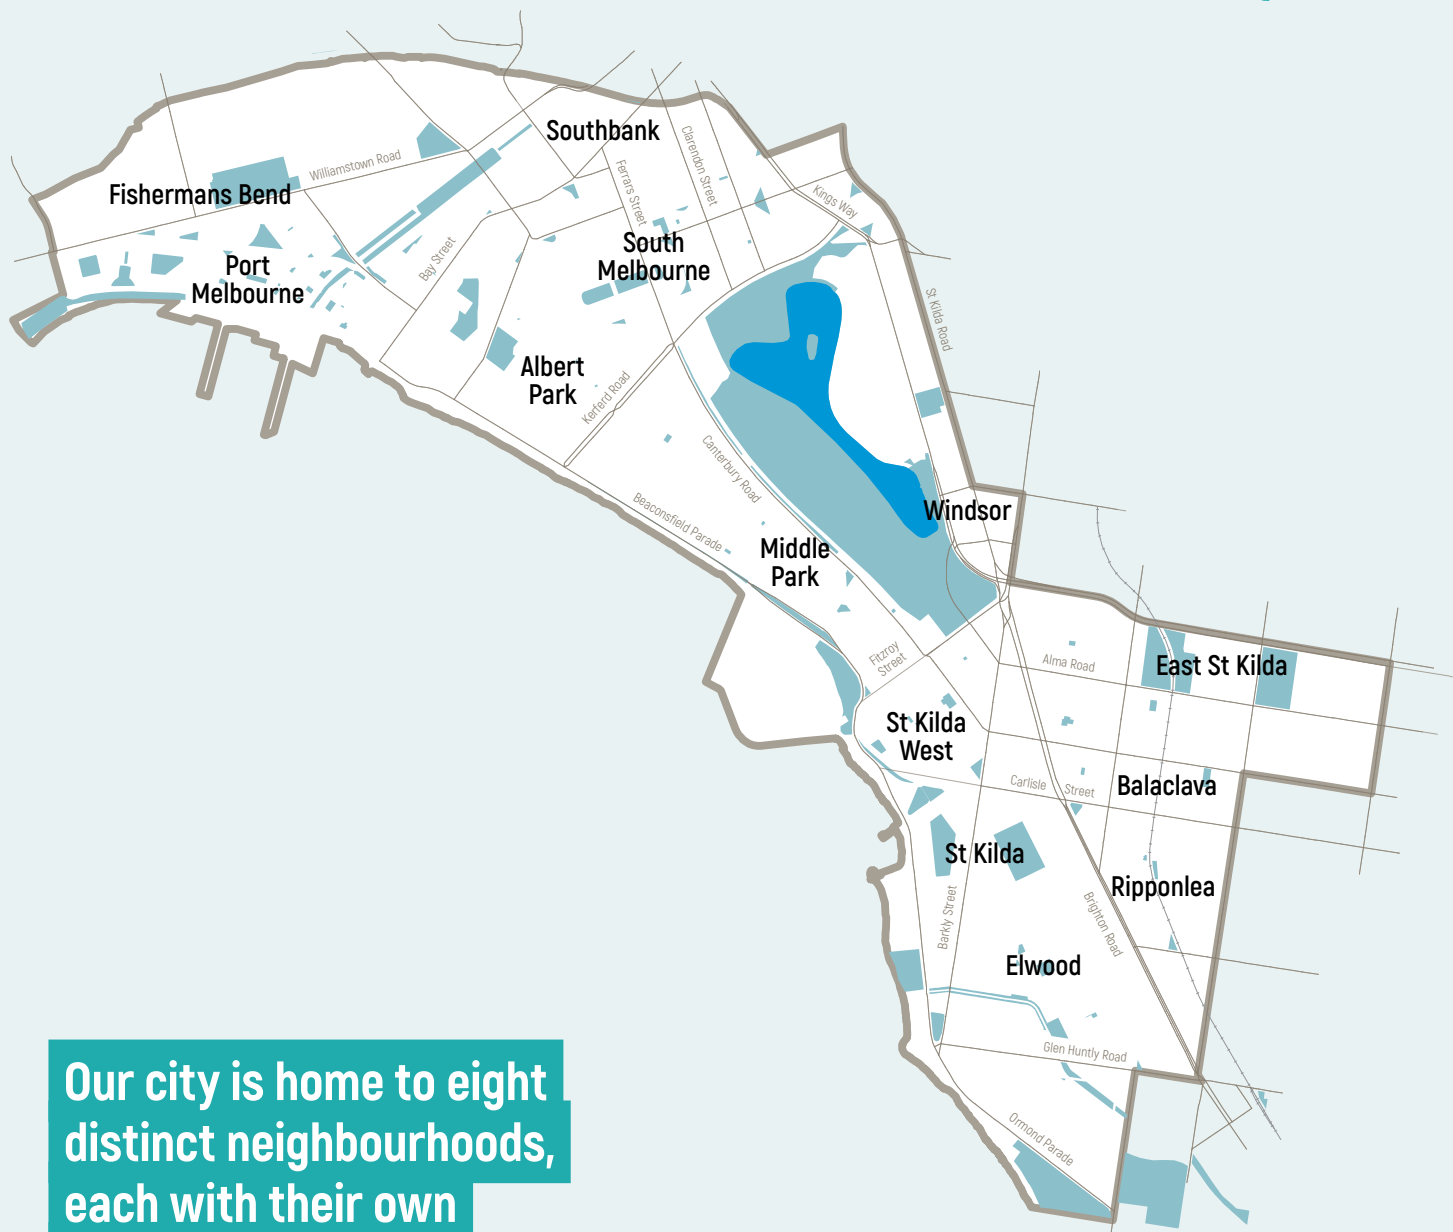 Southbank
Clarendon Street
Williamstown Road
Ferrars Street
Fishermans Bend
Kings Way
South
Melbourne
Bay Street
Port
Melbourne
St Kilda Road
Albert
Park
Kerferd Road
Canterbury Road
Beaconsfield Parade
Windsor
Middle
Park
Fitzroy
Street
Alma Road
East St Kilda
St Kilda
West
Carlisle Street
Balaclava
St Kilda
Ripponlea
Barkly Street
Brighton Road
Elwood
Glen Huntly Road
Ormond Parade
Our city is home to eight
distinct neighbourhoods,
each with their own